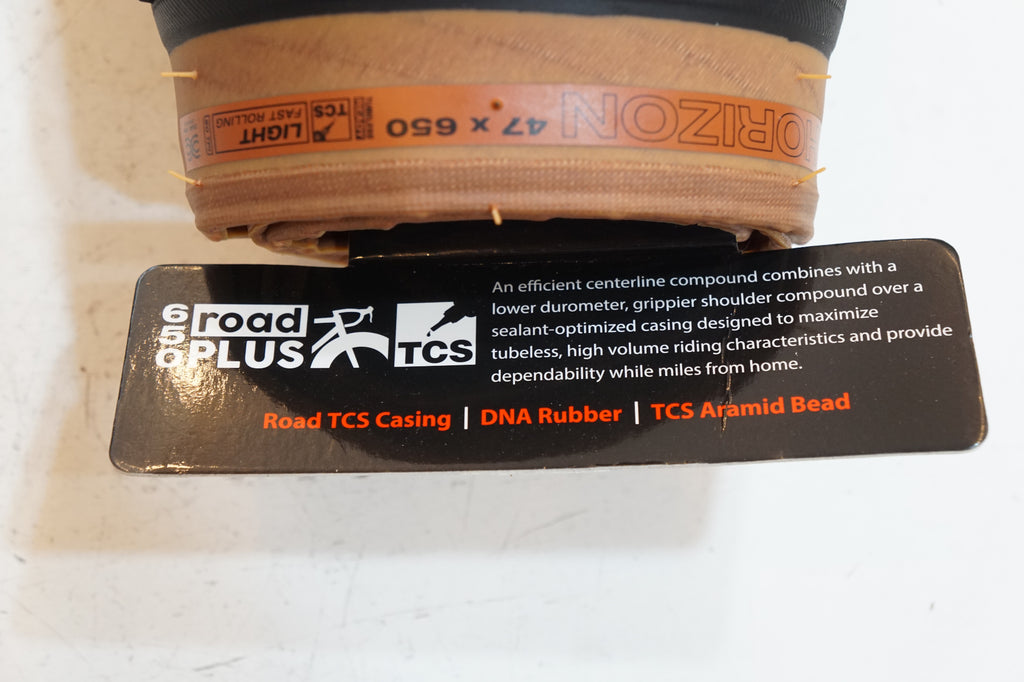 HORIZON 47 x 650 TCS LIGHT
FAST ROLLING
650
road
PLUS
TCS
An efficient centerline compound combines with a
lower durometer, grippier shoulder compound over a
sealant-optimized casing designed to maximize
tubeless, high volume riding characteristics and provide
dependability while miles from home.
Road TCS Casing | DNA Rubber | TCS Aramid Bead